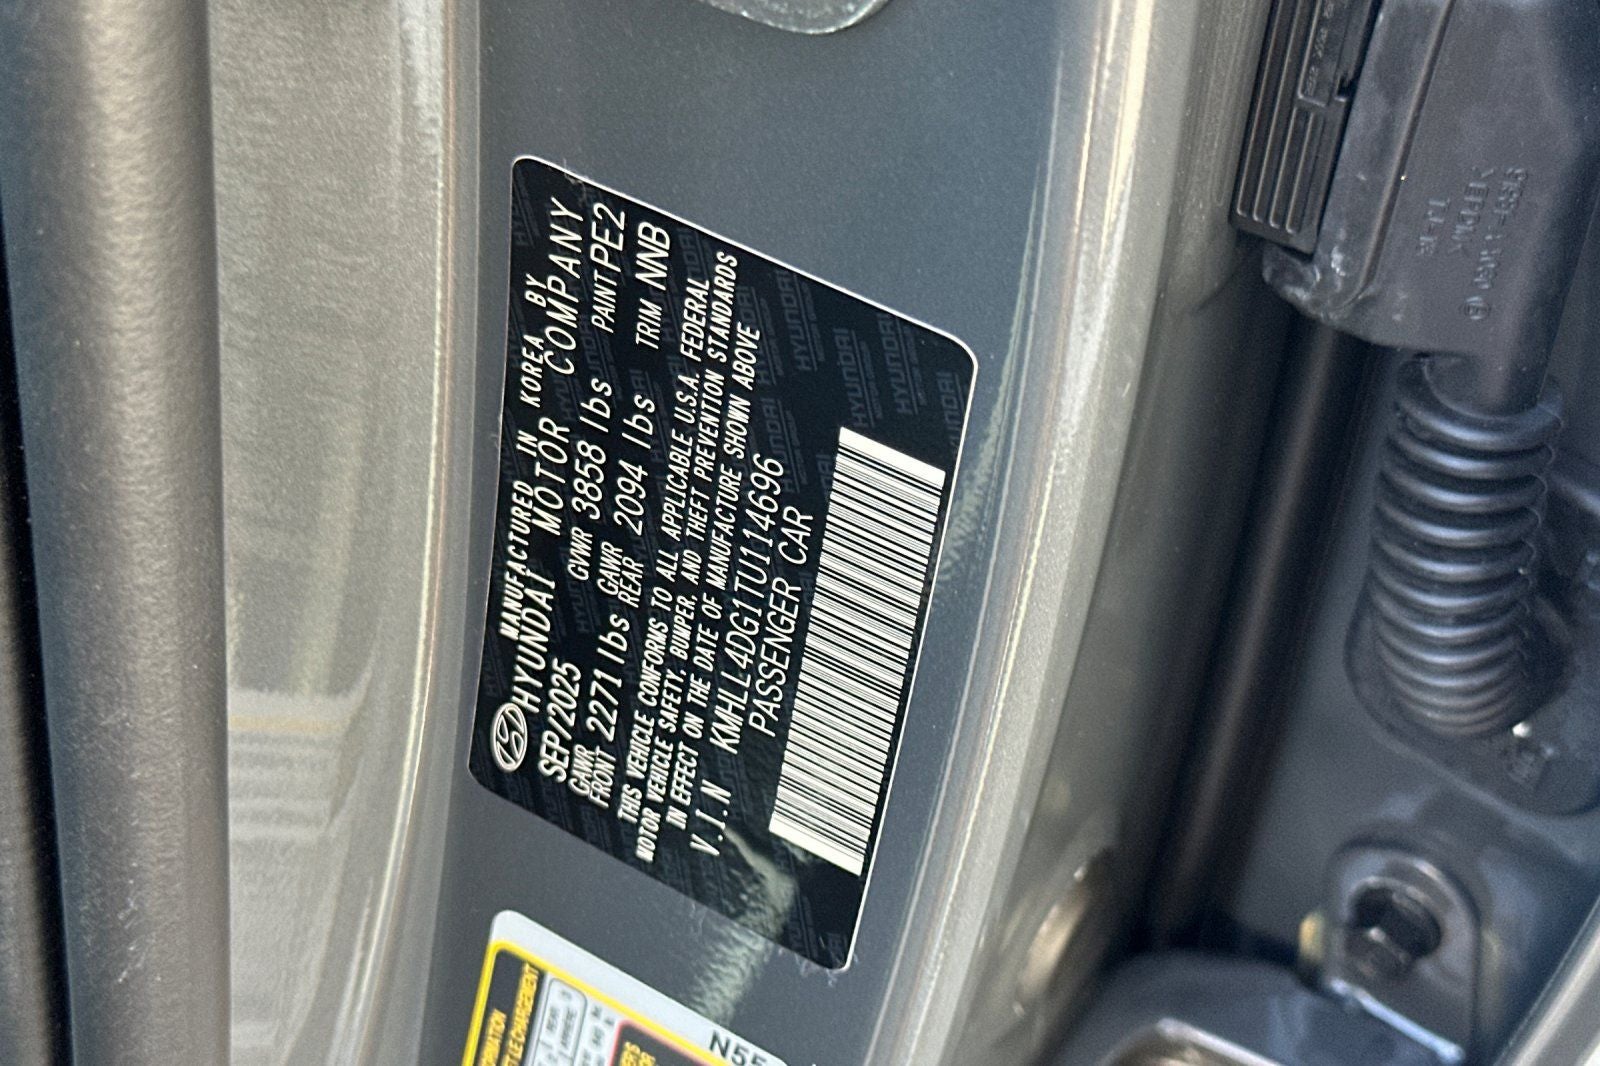 MANUFACTURED IN KOREA BY
HYUNDAI MOTOR COMPANY
SEP/2025 GVWR 3858 lbs PAINT PE2
GAWR FRONT 2271 lbs GAWR REAR 2094 lbs TRIM NNB
THIS VEHICLE CONFORMS TO ALL APPLICABLE U.S.A. FEDERAL
MOTOR VEHICLE SAFETY, BUMPER, AND THEFT PREVENTION STANDARDS
IN EFFECT ON THE DATE OF MANUFACTURE SHOWN ABOVE
V.I.N KMHLL4DG1TU114696
PASSENGER CAR
HYUNDAI
N55